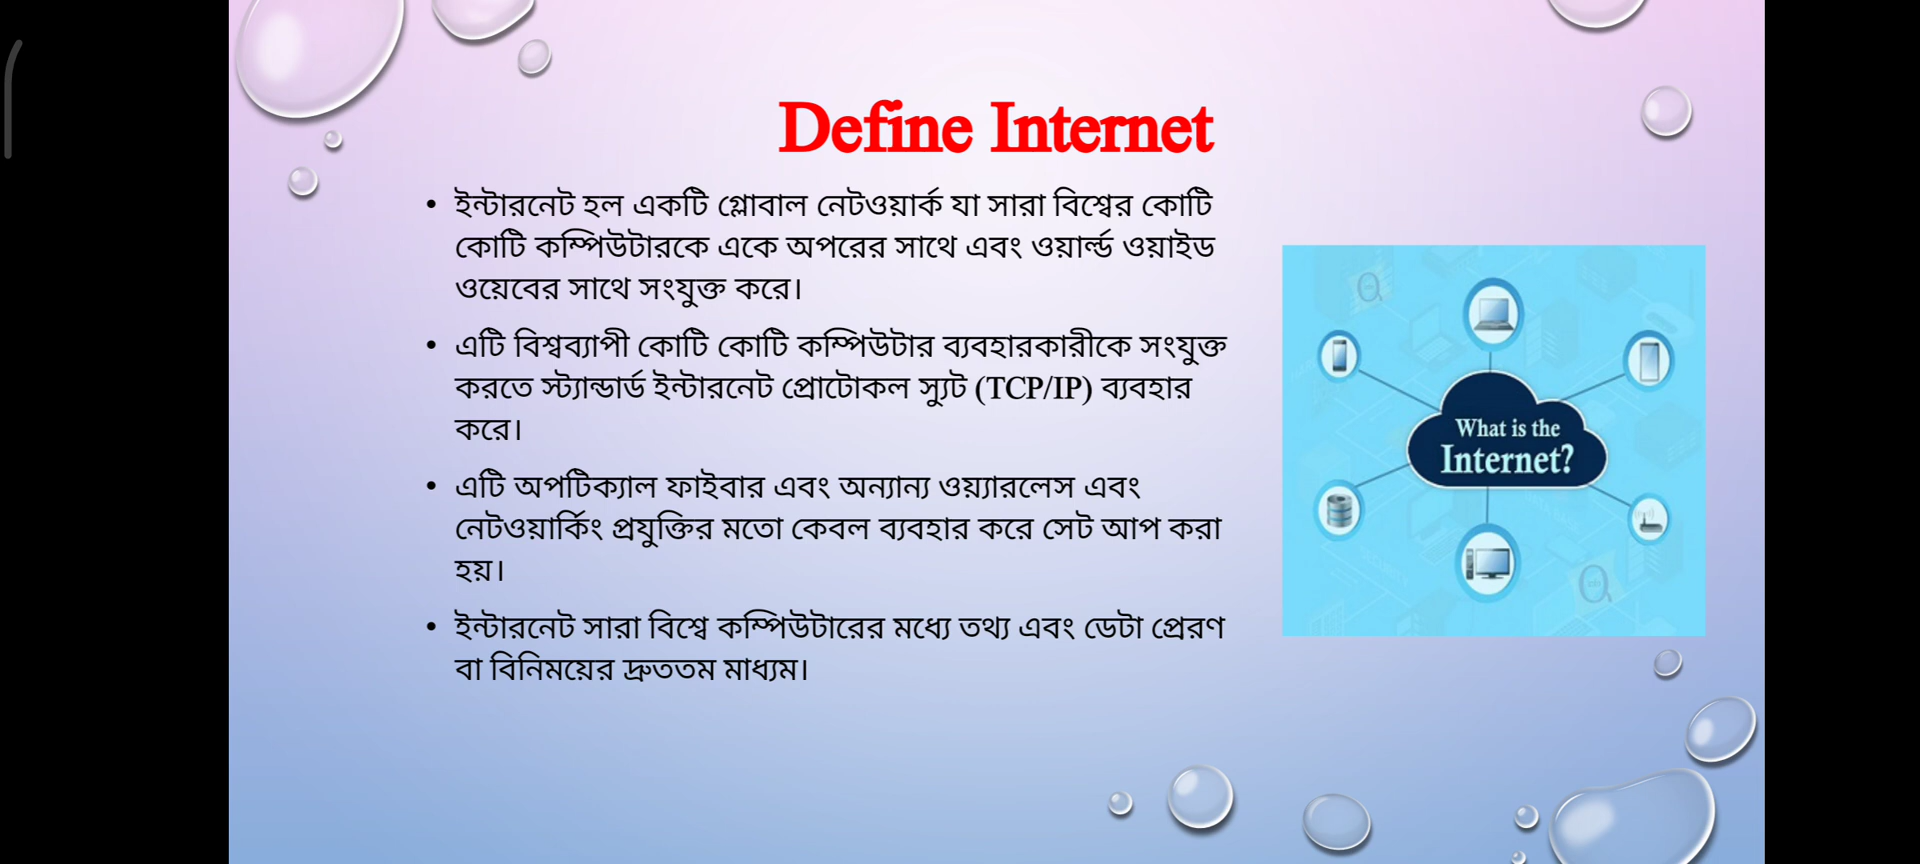 Define Internet
• ইন্টারনেট হল একটি গ্লোবাল নেটওয়ার্ক যা সারা বিশ্বের কোটি
কোটি কম্পিউটারকে একে অপরের সাথে এবং ওয়ার্ল্ড ওয়াইড
ওয়েবের সাথে সংযুক্ত করে।
• এটি বিশ্বব্যাপী কোটি কোটি কম্পিউটার ব্যবহারকারীকে সংযুক্ত
করতে স্ট্যান্ডার্ড ইন্টারনেট প্রোটোকল স্যুট (TCP/IP) ব্যবহার
করে।
• এটি অপটিক্যাল ফাইবার এবং অন্যান্য ওয়্যারলেস এবং
নেটওয়ার্কিং প্রযুক্তির মতো কেবল ব্যবহার করে সেট আপ করা
হয়।
• ইন্টারনেট সারা বিশ্বে কম্পিউটারের মধ্যে তথ্য এবং ডেটা প্রেরণ
বা বিনিময়ের দ্রুততম মাধ্যম।
What is the
Internet?